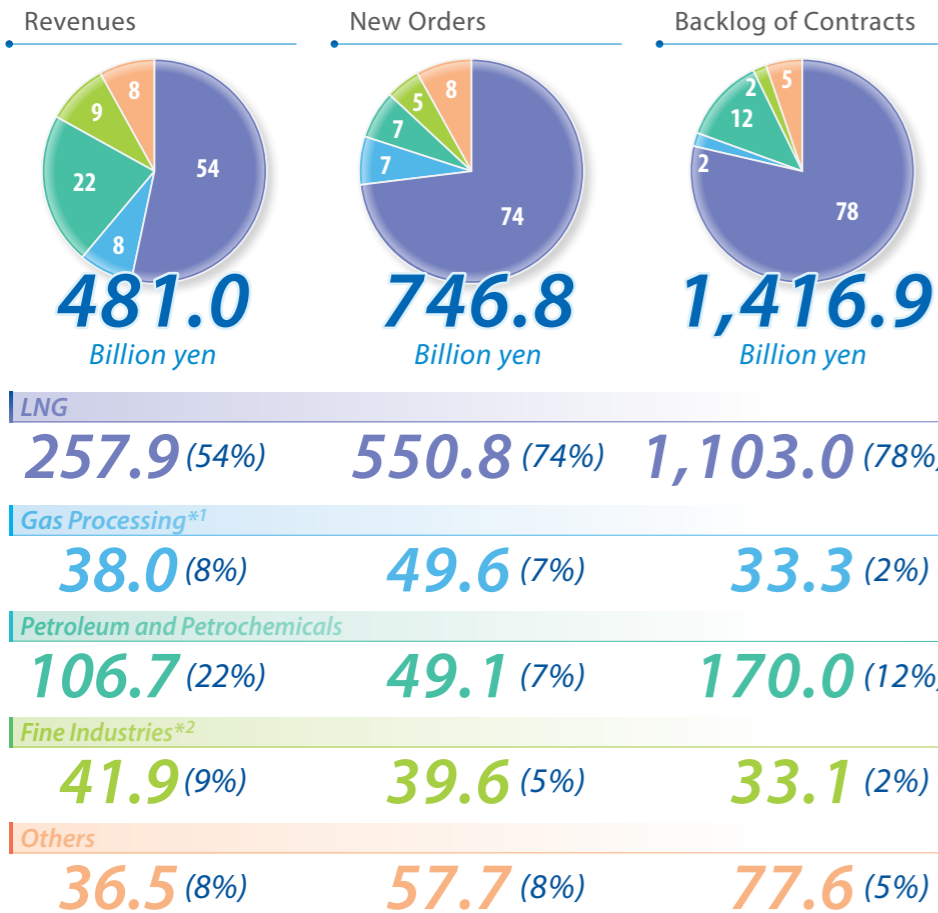 Revenues New Orders Backlog of Contracts
8 9 54 22 8
8 5 7 7 74
5 2 12 2 78
481.0 746.8 1,416.9
Billion yen Billion yen Billion yen
LNG
257.9 (54%) 550.8 (74%) 1,103.0 (78%)
Gas Processing*1
38.0 (8%) 49.6 (7%) 33.3 (2%)
Petroleum and Petrochemicals
106.7 (22%) 49.1 (7%) 170.0 (12%)
Fine Industries*2
41.9 (9%) 39.6 (5%) 33.1 (2%)
Others
36.5 (8%) 57.7 (8%) 77.6 (5%)